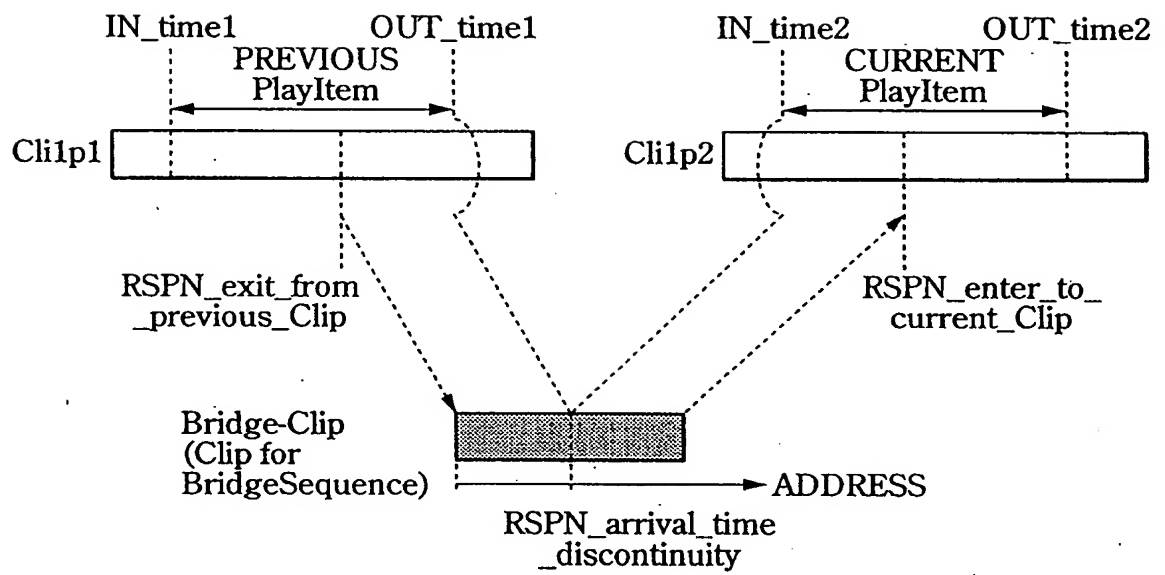 IN_time1
OUT_time1
IN_time2
OUT_time2
PREVIOUS
PlayItem
CURRENT
PlayItem
Cli1p1
Cli1p2
RSPN_exit_from
_previous_Clip
RSPN_enter_to_
current_Clip
Bridge-Clip
(Clip for
BridgeSequence)
ADDRESS
RSPN_arrival_time
_discontinuity